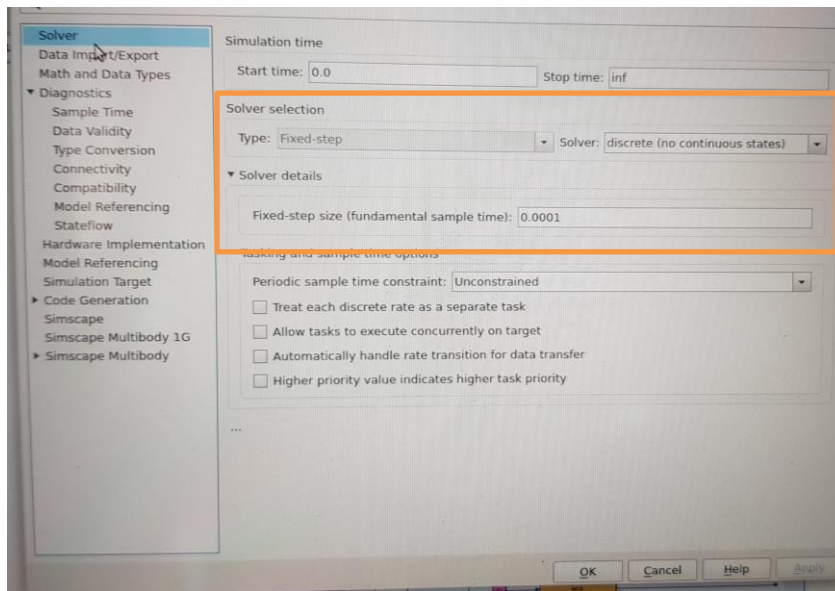 Solver
Data Import/Export
Math and Data Types
Diagnostics
Sample Time
Data Validity
Type Conversion
Connectivity
Compatibility
Model Referencing
Stateflow
Hardware Implementation
Model Referencing
Simulation Target
Code Generation
Simscape
Simscape Multibody 1G
Simscape Multibody
Simulation time
Start time: 0.0 Stop time: inf
Solver selection
Type: Fixed-step Solver: discrete (no continuous states)
Solver details
Fixed-step size (fundamental sample time): 0.0001
Tasking and sample time options
Periodic sample time constraint: Unconstrained
Treat each discrete rate as a separate task
Allow tasks to execute concurrently on target
Automatically handle rate transition for data transfer
Higher priority value indicates higher task priority
...
OK Cancel Help Apply